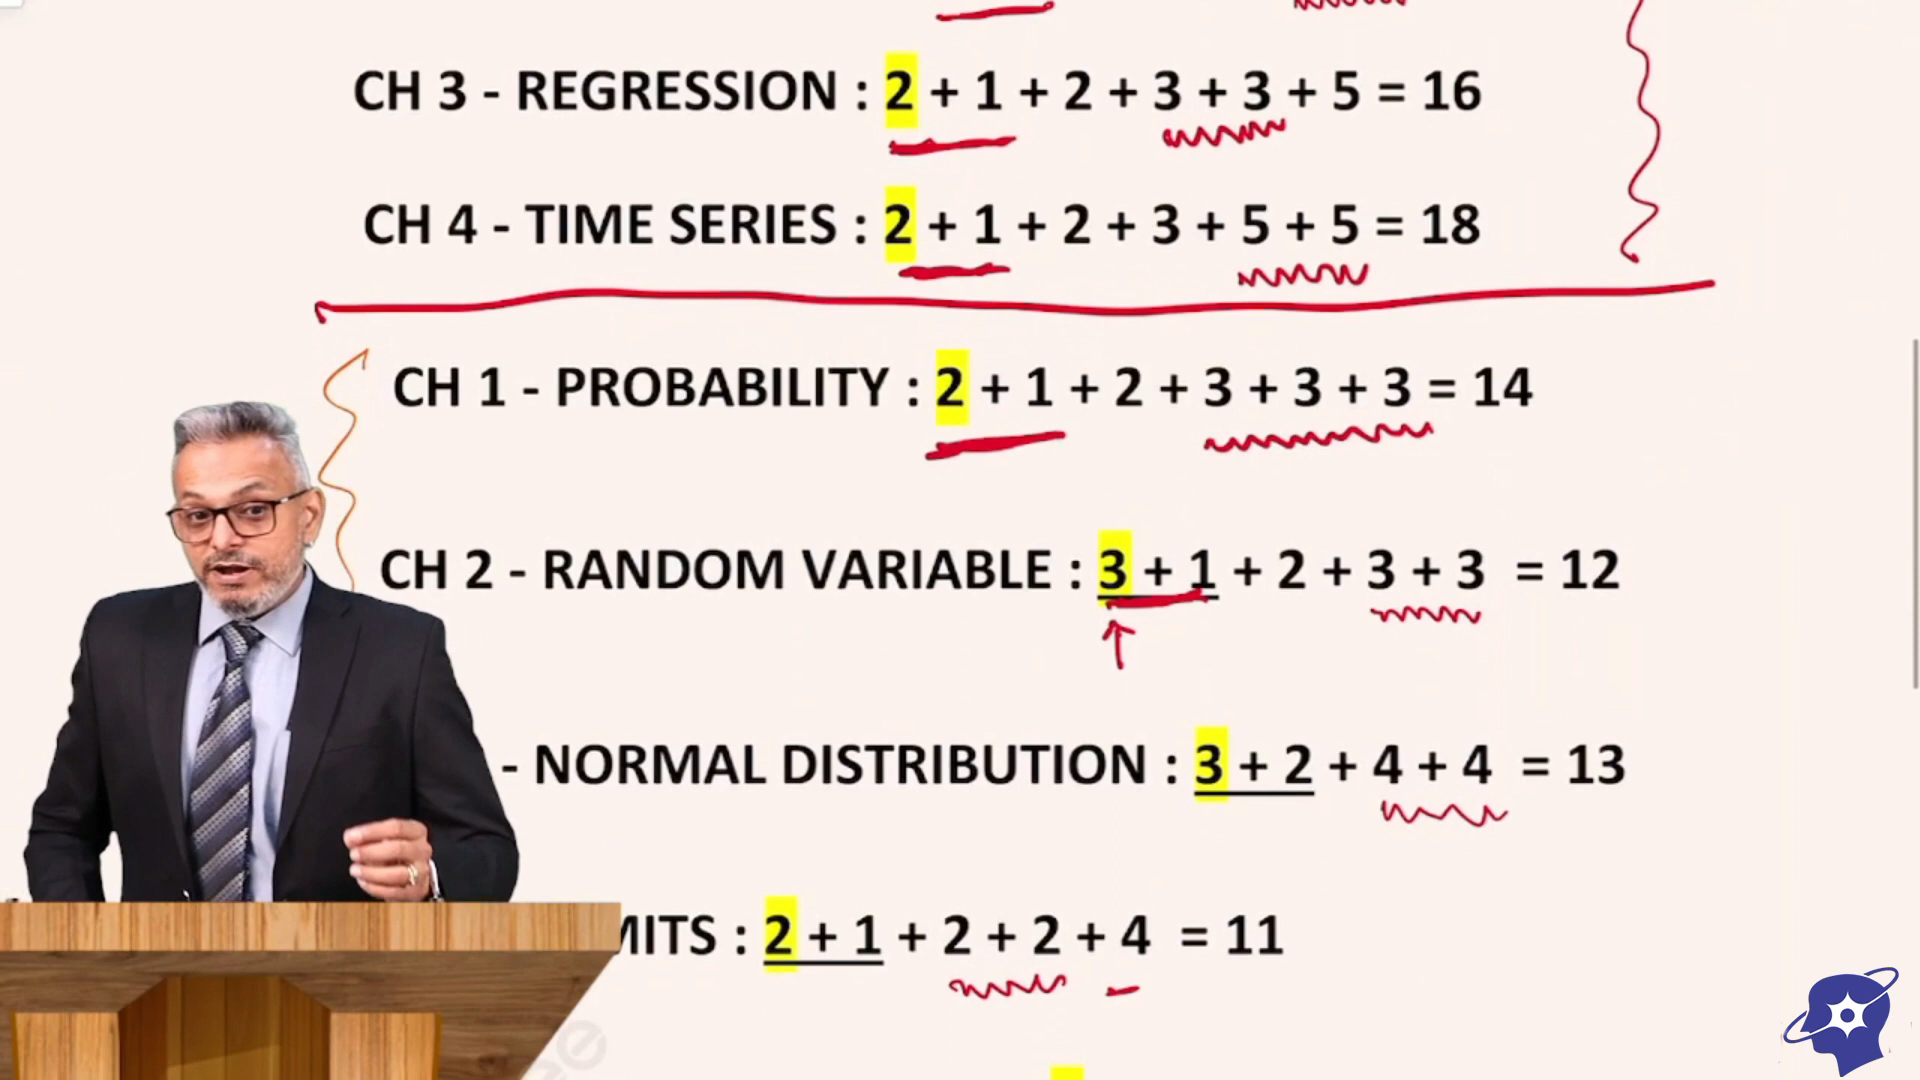 CH 3 - REGRESSION : 2 + 1 + 2 + 3 + 3 + 5 = 16
CH 4 - TIME SERIES : 2 + 1 + 2 + 3 + 5 + 5 = 18
CH 1 - PROBABILITY : 2 + 1 + 2 + 3 + 3 + 3 = 14
CH 2 - RANDOM VARIABLE : 3 + 1 + 2 + 3 + 3 = 12
- NORMAL DISTRIBUTION : 3 + 2 + 4 + 4 = 13
MITS : 2 + 1 + 2 + 2 + 4 = 11